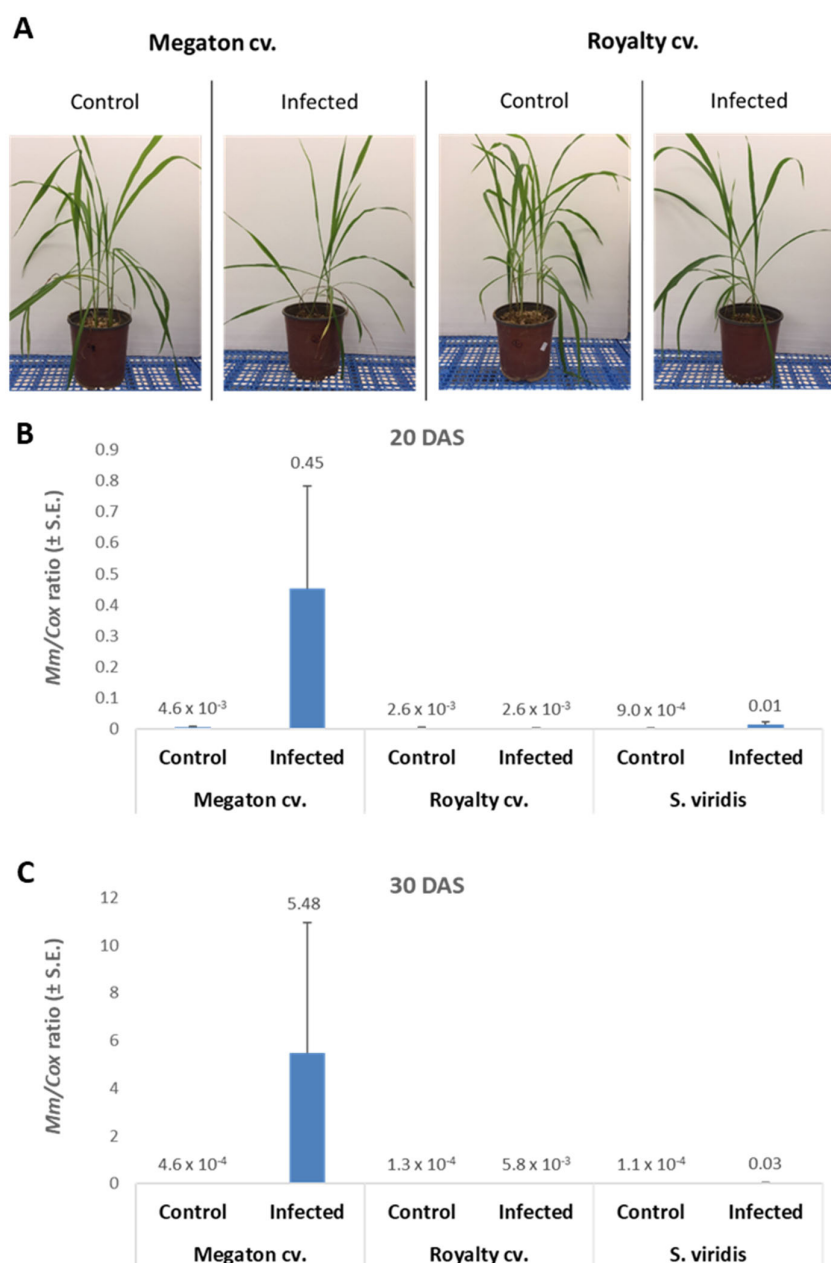 A
Megaton cv. Royalty cv.
Control Infected Control Infected
B
20 DAS
Mm/Cox ratio (± S.E.)
0.9
0.8
0.7
0.6
0.5
0.4
0.3
0.2
0.1
0
4.6 x 10⁻³ 0.45 2.6 x 10⁻³ 2.6 x 10⁻³ 9.0 x 10⁻⁴ 0.01
Control Infected Control Infected Control Infected
Megaton cv. Royalty cv. S. viridis
C
30 DAS
Mm/Cox ratio (± S.E.)
12
10
8
6
4
2
0
4.6 x 10⁻⁴ 5.48 1.3 x 10⁻⁴ 5.8 x 10⁻³ 1.1 x 10⁻⁴ 0.03
Control Infected Control Infected Control Infected
Megaton cv. Royalty cv. S. viridis